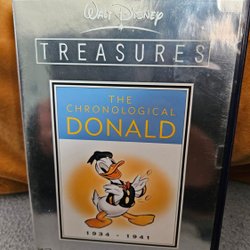 WALT DISNEY
TREASURES
THE
CHRONOLOGICAL
DONALD
1934 - 1941